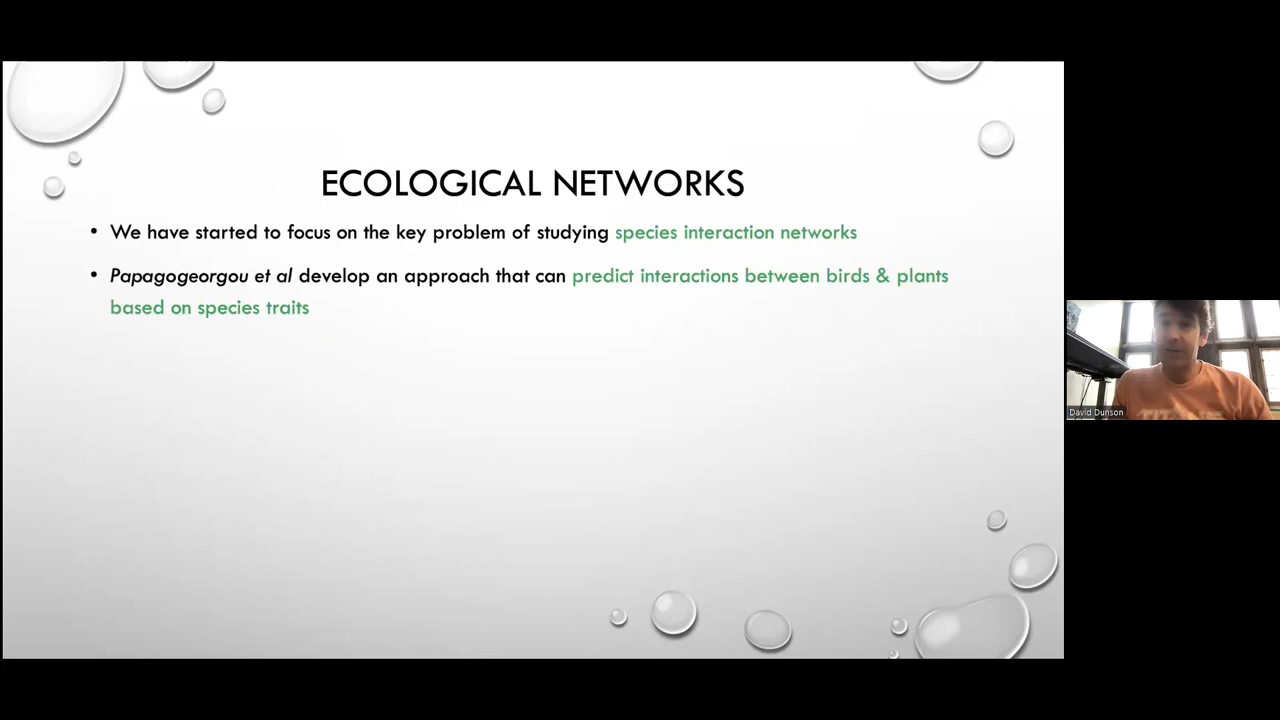 ECOLOGICAL NETWORKS
• We have started to focus on the key problem of studying species interaction networks
• Papagogeorgou et al develop an approach that can predict interactions between birds & plants
based on species traits
David Dunson